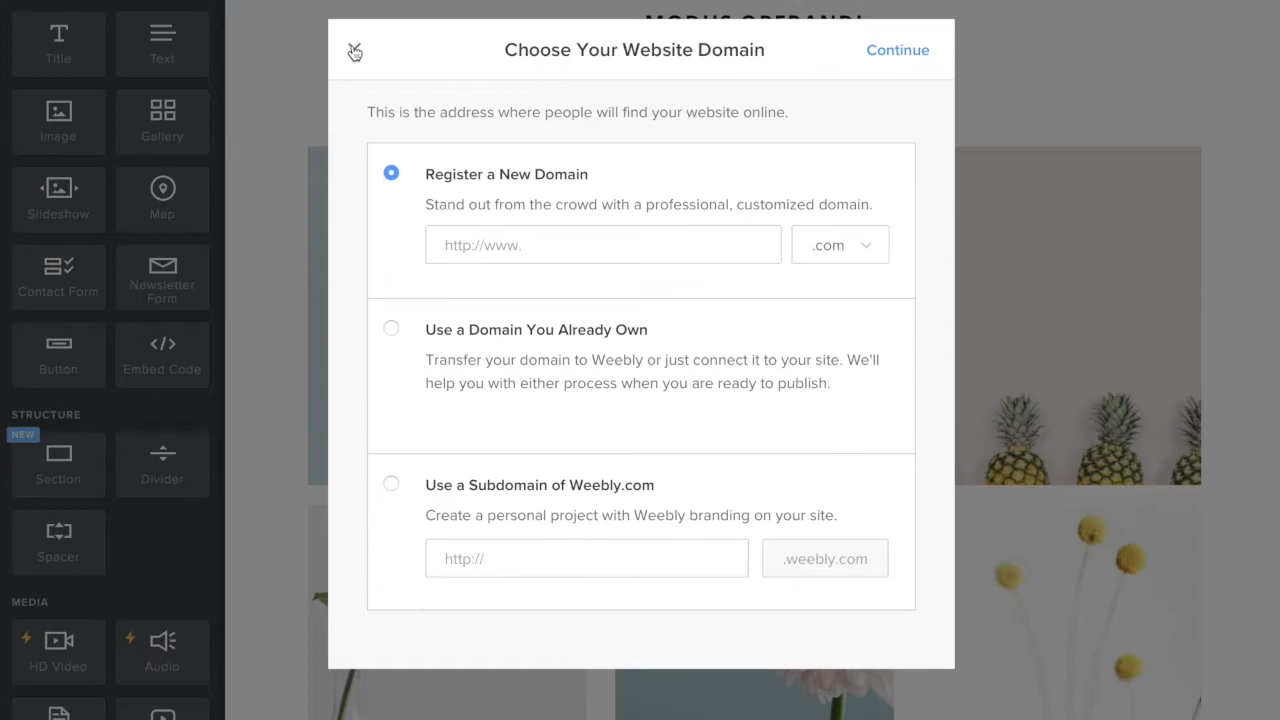 MODUS OPERANDI
Choose Your Website Domain
Continue
This is the address where people will find your website online.
Register a New Domain
Stand out from the crowd with a professional, customized domain.
http://www.
.com
Use a Domain You Already Own
Transfer your domain to Weebly or just connect it to your site. We'll
help you with either process when you are ready to publish.
Use a Subdomain of Weebly.com
Create a personal project with Weebly branding on your site.
http://
.weebly.com
Title
Text
Image
Gallery
Slideshow
Map
Contact Form
Newsletter
Form
Button
Embed Code
STRUCTURE
NEW
Section
Divider
Spacer
MEDIA
HD Video
Audio